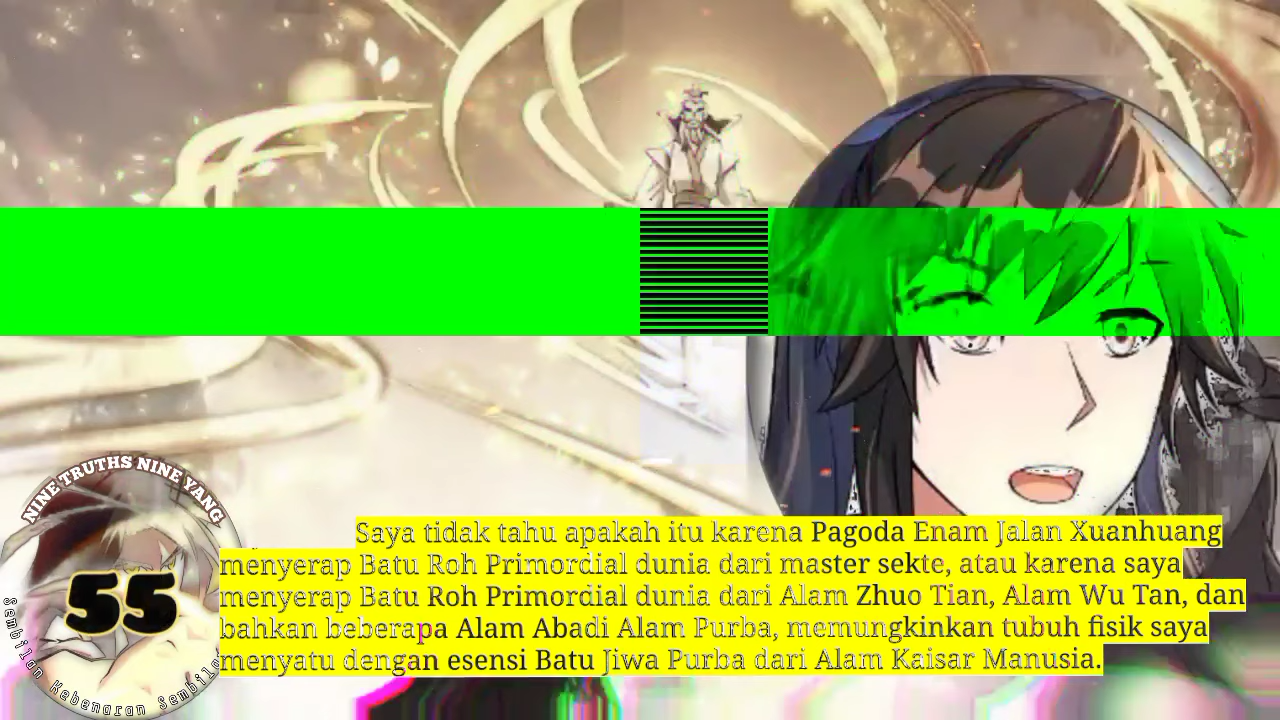 NINE TRUTHS NINE YANG
55
Sembilan Kebenaran Sembila
Saya tidak tahu apakah itu karena Pagoda Enam Jalan Xuanhuang
menyerap Batu Roh Primordial dunia dari master sekte, atau karena saya
menyerap Batu Roh Primordial dunia dari Alam Zhuo Tian, Alam Wu Tan, dan
bahkan beberapa Alam Abadi Alam Purba, memungkinkan tubuh fisik saya
menyatu dengan esensi Batu Jiwa Purba dari Alam Kaisar Manusia.